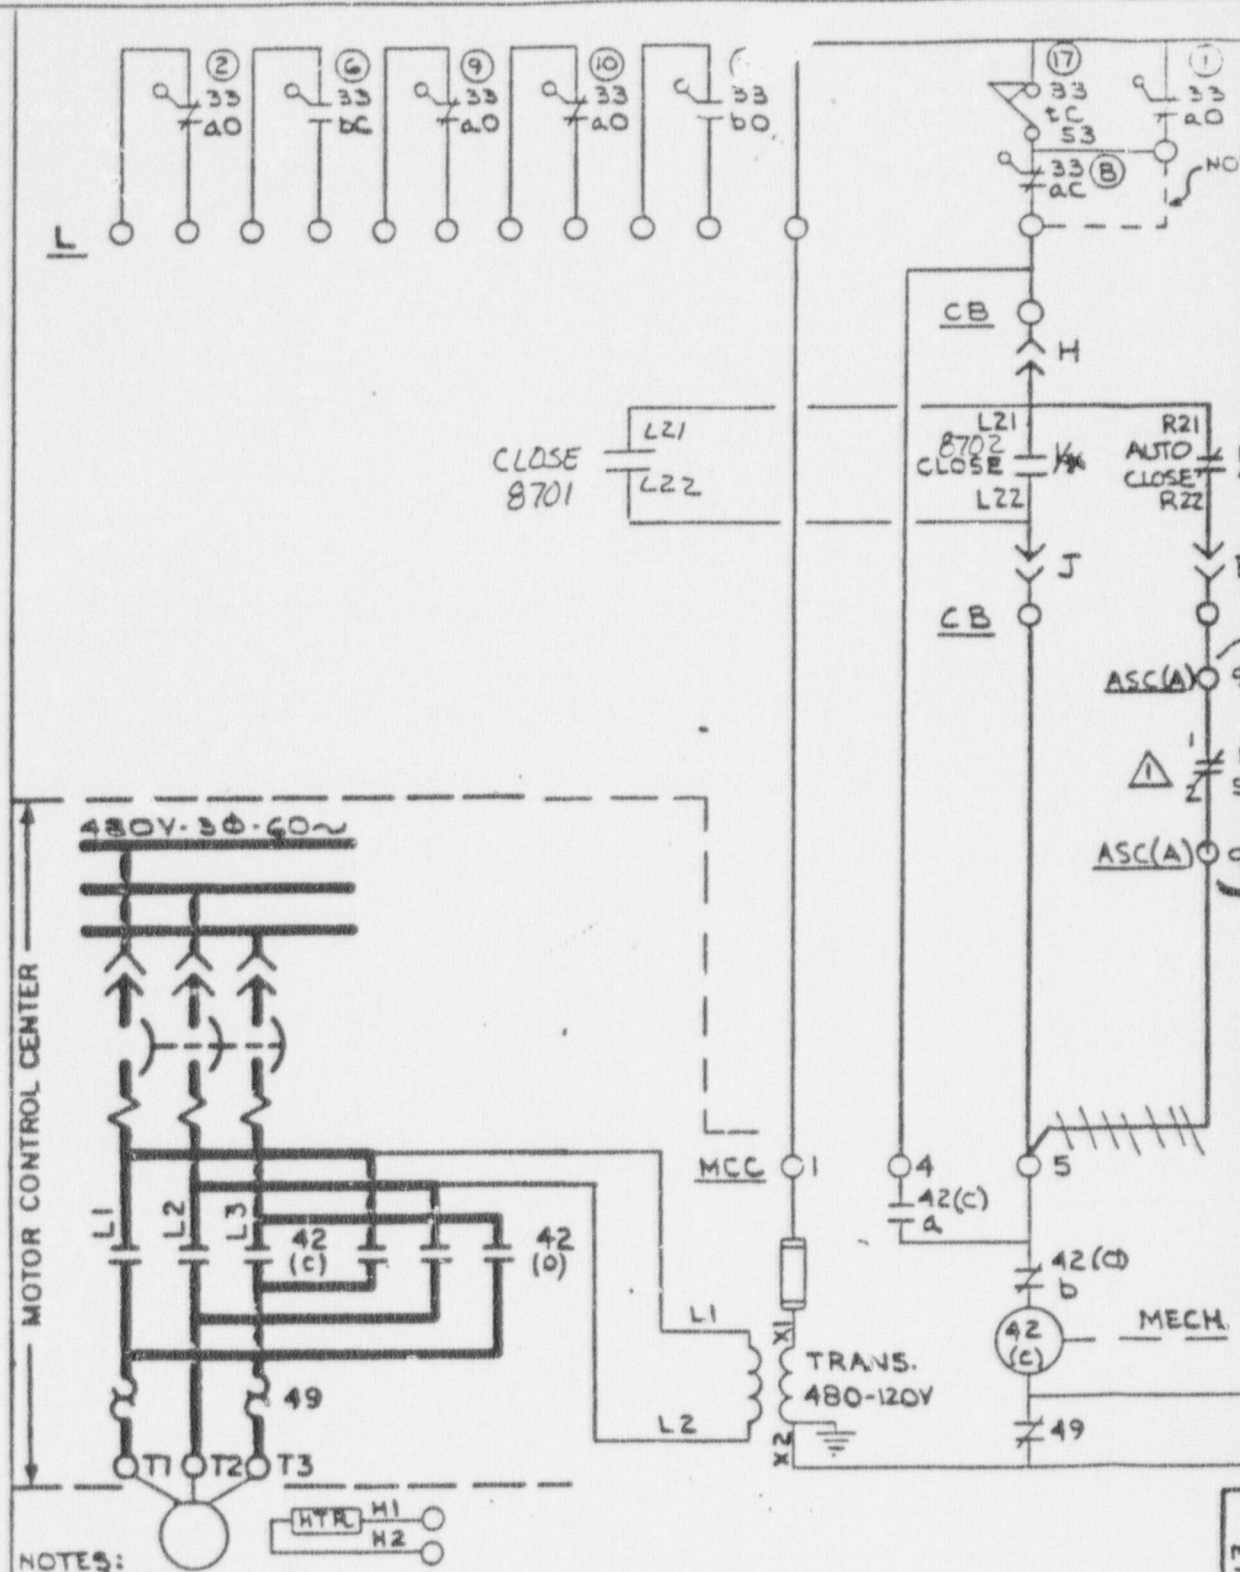 2
33
aO
6
33
bC
9
33
aO
10
33
aO
33
bO
17
33
tC
53
1
33
aO
33
aC
B
L
CB
H
L21
CLOSE
8701
L22
L21
8702
CLOSE
L22
R21
AUTO
CLOSE
R22
J
CB
ASC(A)
1
1
2
ASC(A)
480V-3Φ-60~
MOTOR CONTROL CENTER
MCC
1
4
5
42(C)
a
L1
L2
L3
42
(C)
42
(O)
42(O)
b
42
(C)
MECH.
L1
X1
TRANS.
480-120V
L2
X2
49
49
T1
T2
T3
HTR
H1
H2
NOTES: